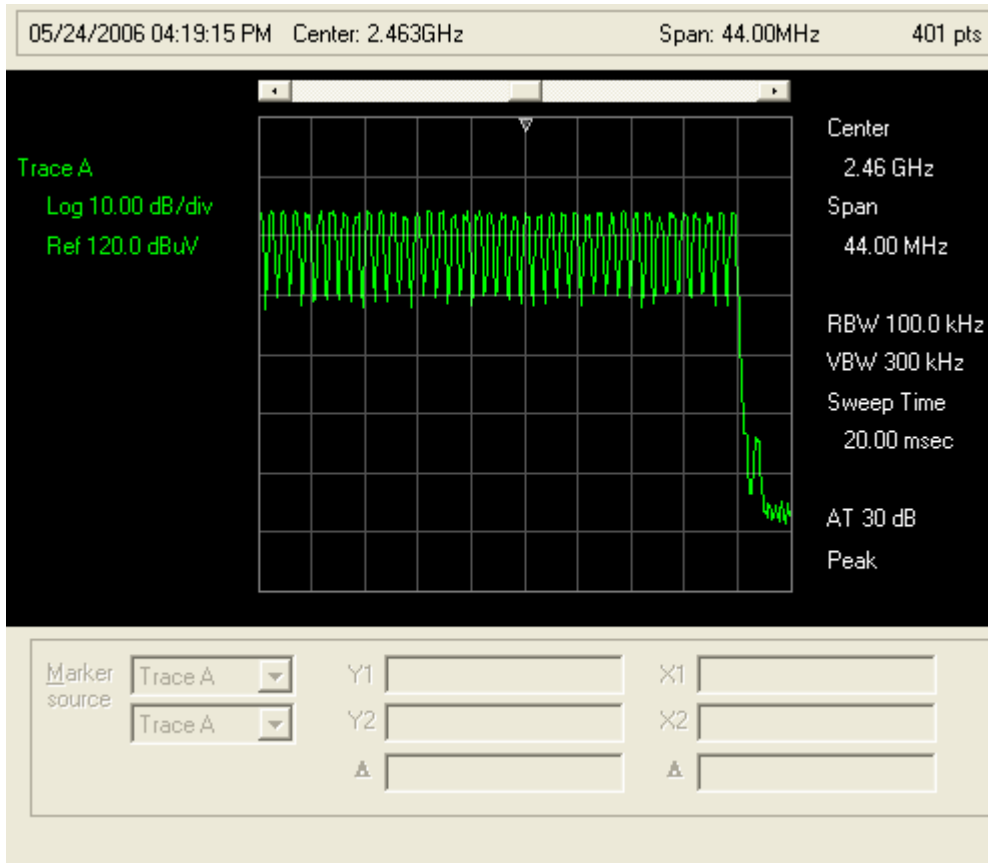 05/24/2006 04:19:15 PM Center: 2.463GHz Span: 44.00MHz 401 pts
Trace A
Log 10.00 dB/div
Ref 120.0 dBuV
Center
2.46 GHz
Span
44.00 MHz
RBW 100.0 kHz
VBW 300 kHz
Sweep Time
20.00 msec
AT 30 dB
Peak
Marker source
Trace A
Trace A
Y1
Y2
Δ
X1
X2
Δ